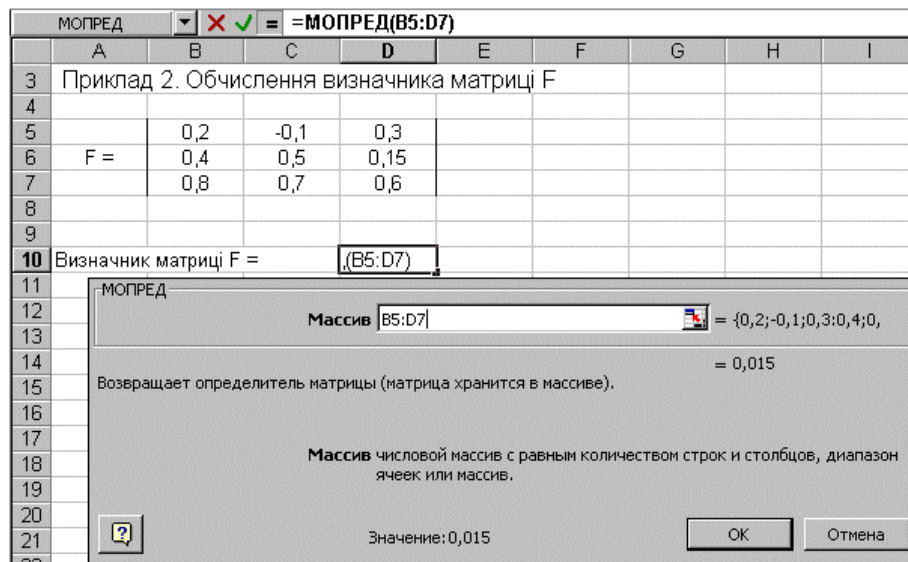 МОПРЕД = =МОПРЕД(B5:D7)
A B C D E F G H I
3 Приклад 2. Обчислення визначника матриці F
4
5 0,2 -0,1 0,3
6 F = 0,4 0,5 0,15
7 0,8 0,7 0,6
8
9
10 Визначник матриці F = (B5:D7)
11 МОПРЕД
12 Массив B5:D7 = {0,2;-0,1;0,3:0,4;0,
13
14 = 0,015
15 Возвращает определитель матрицы (матрица хранится в массиве).
16
17
18 Массив числовой массив с равным количеством строк и столбцов, диапазон
19 ячеек или массив.
20
21 Значение:0,015 OK Отмена